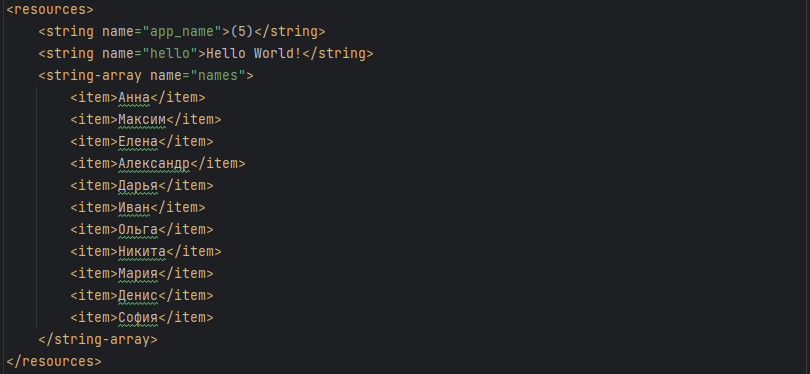 <resources>
    <string name="app_name">(5)</string>
    <string name="hello">Hello World!</string>
    <string-array name="names">
        <item>Анна</item>
        <item>Максим</item>
        <item>Елена</item>
        <item>Александр</item>
        <item>Дарья</item>
        <item>Иван</item>
        <item>Ольга</item>
        <item>Никита</item>
        <item>Мария</item>
        <item>Денис</item>
        <item>София</item>
    </string-array>
</resources>